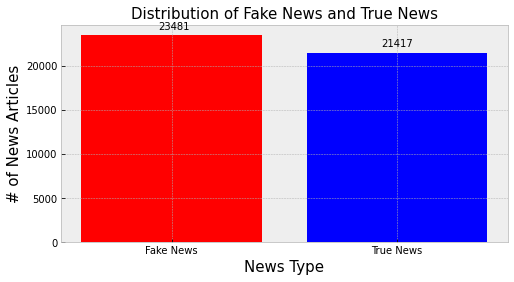 Distribution of Fake News and True News
23481
21417
20000
15000
10000
5000
0
# of News Articles
Fake News
True News
News Type